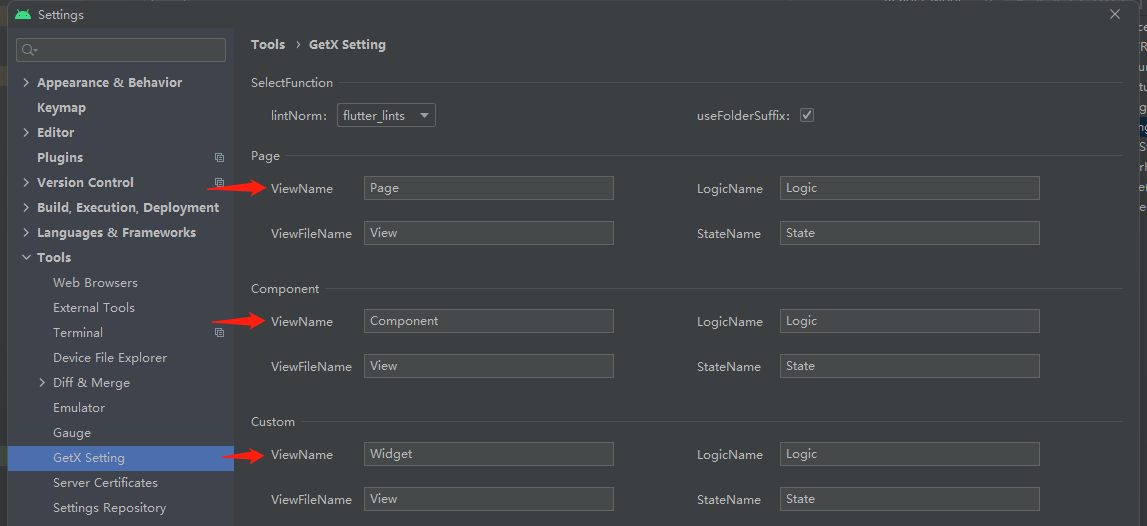 Settings
Appearance & Behavior
Keymap
Editor
Plugins
Version Control
Build, Execution, Deployment
Languages & Frameworks
Tools
Web Browsers
External Tools
Terminal
Device File Explorer
Diff & Merge
Emulator
Gauge
GetX Setting
Server Certificates
Settings Repository
Tools › GetX Setting
SelectFunction
lintNorm: flutter_lints useFolderSuffix:
Page
ViewName Page LogicName Logic
ViewFileName View StateName State
Component
ViewName Component LogicName Logic
ViewFileName View StateName State
Custom
ViewName Widget LogicName Logic
ViewFileName View StateName State